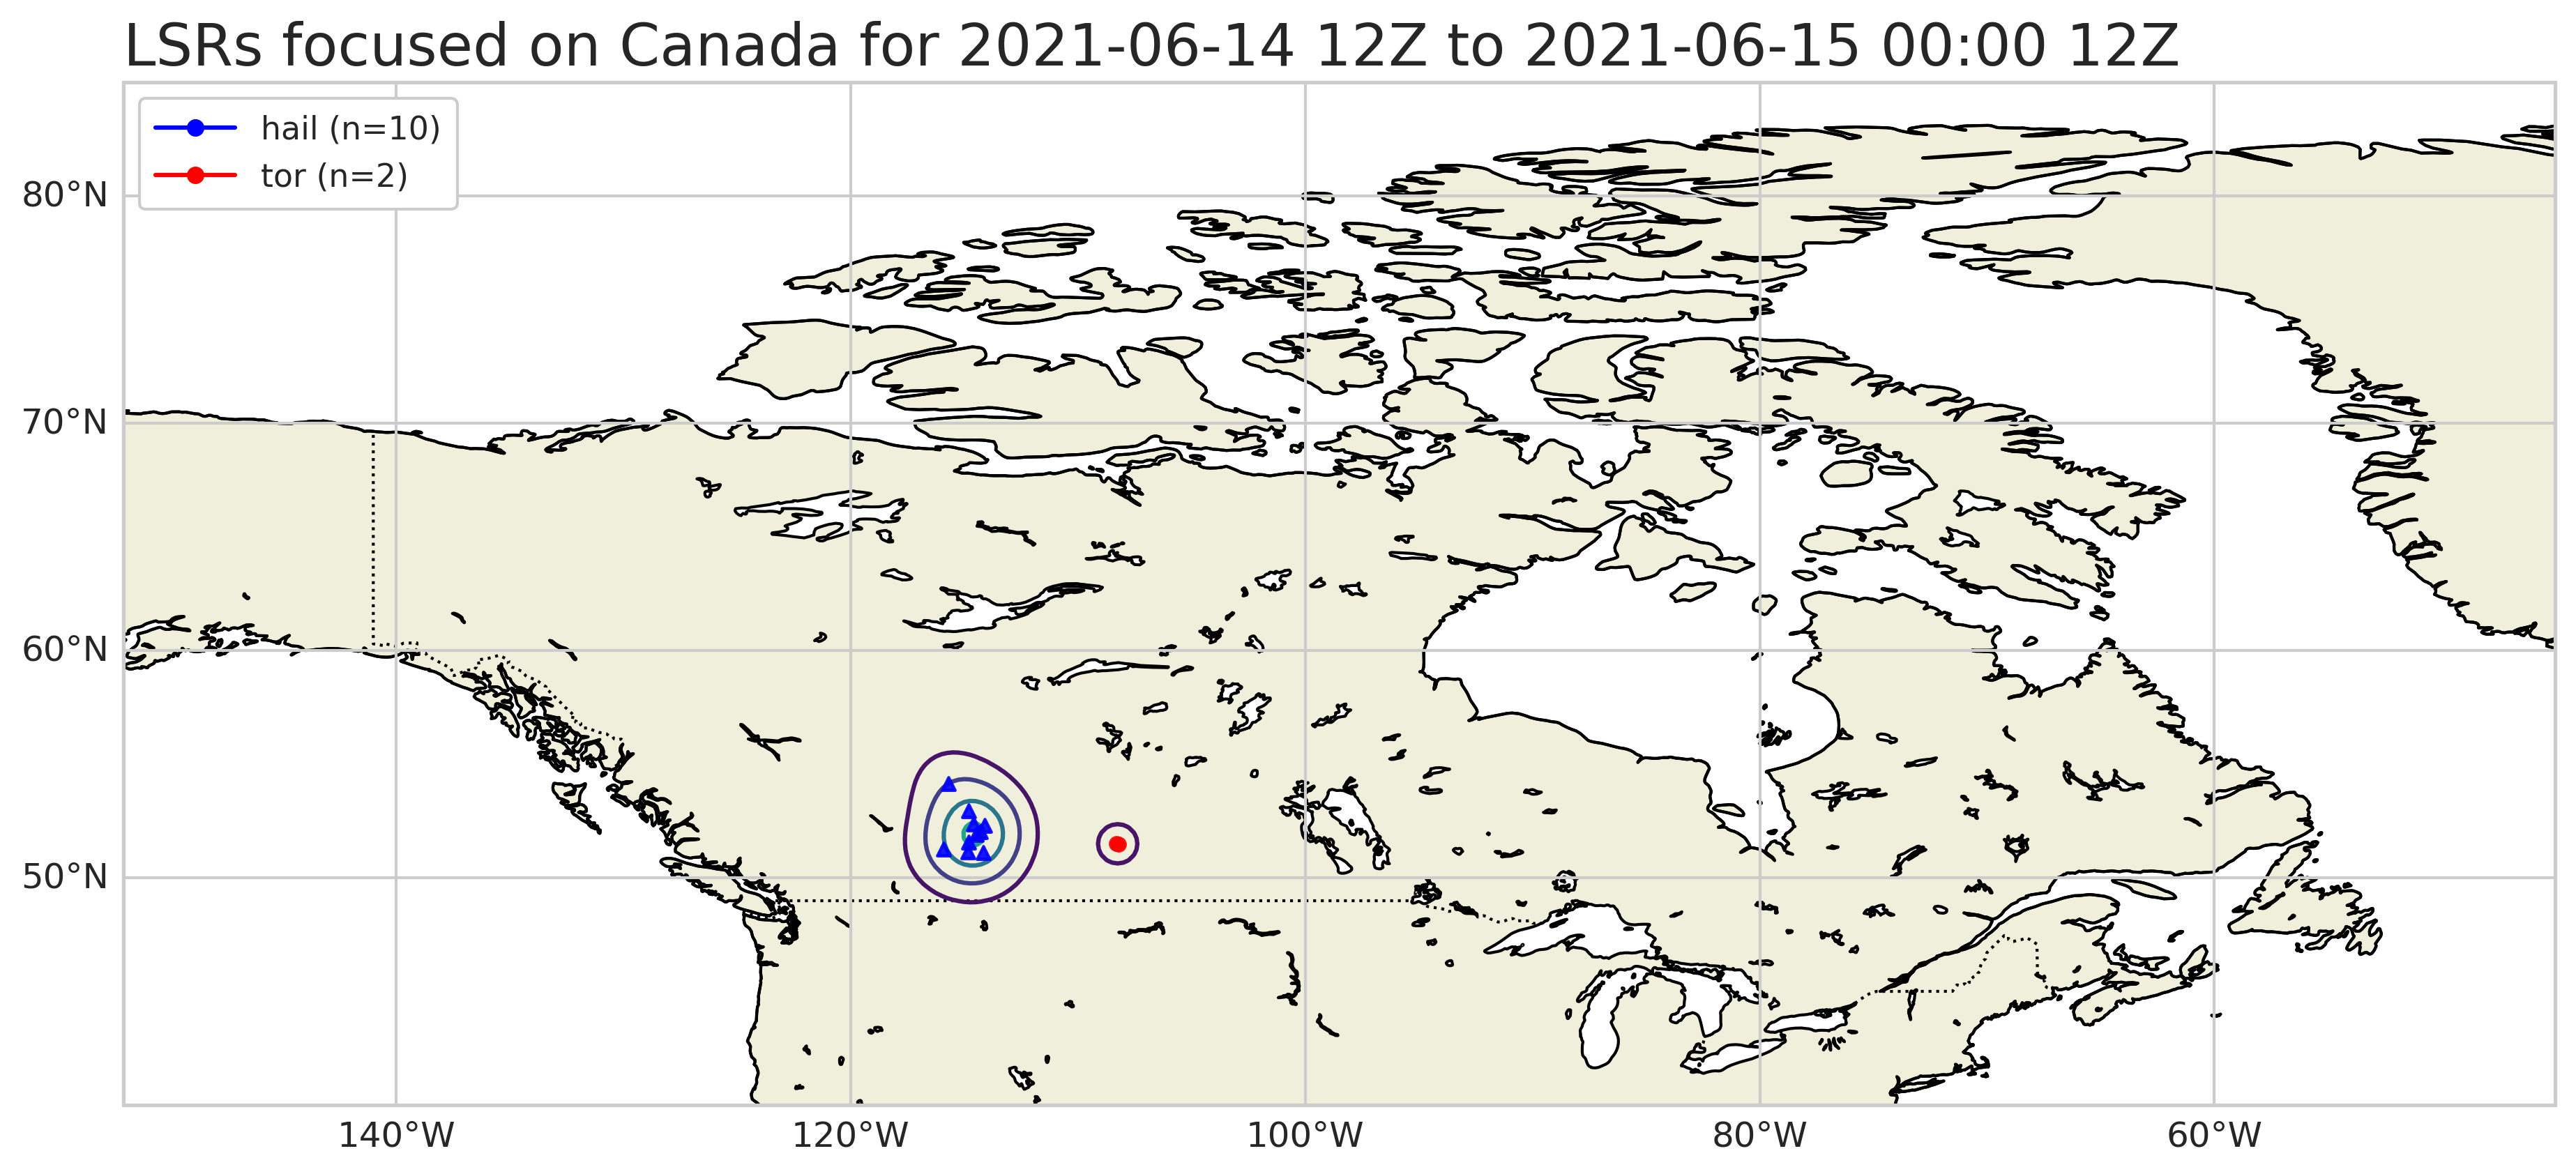 LSRs focused on Canada for 2021-06-14 12Z to 2021-06-15 00:00 12Z
hail (n=10)
tor (n=2)
80°N
70°N
60°N
50°N
140°W
120°W
100°W
80°W
60°W